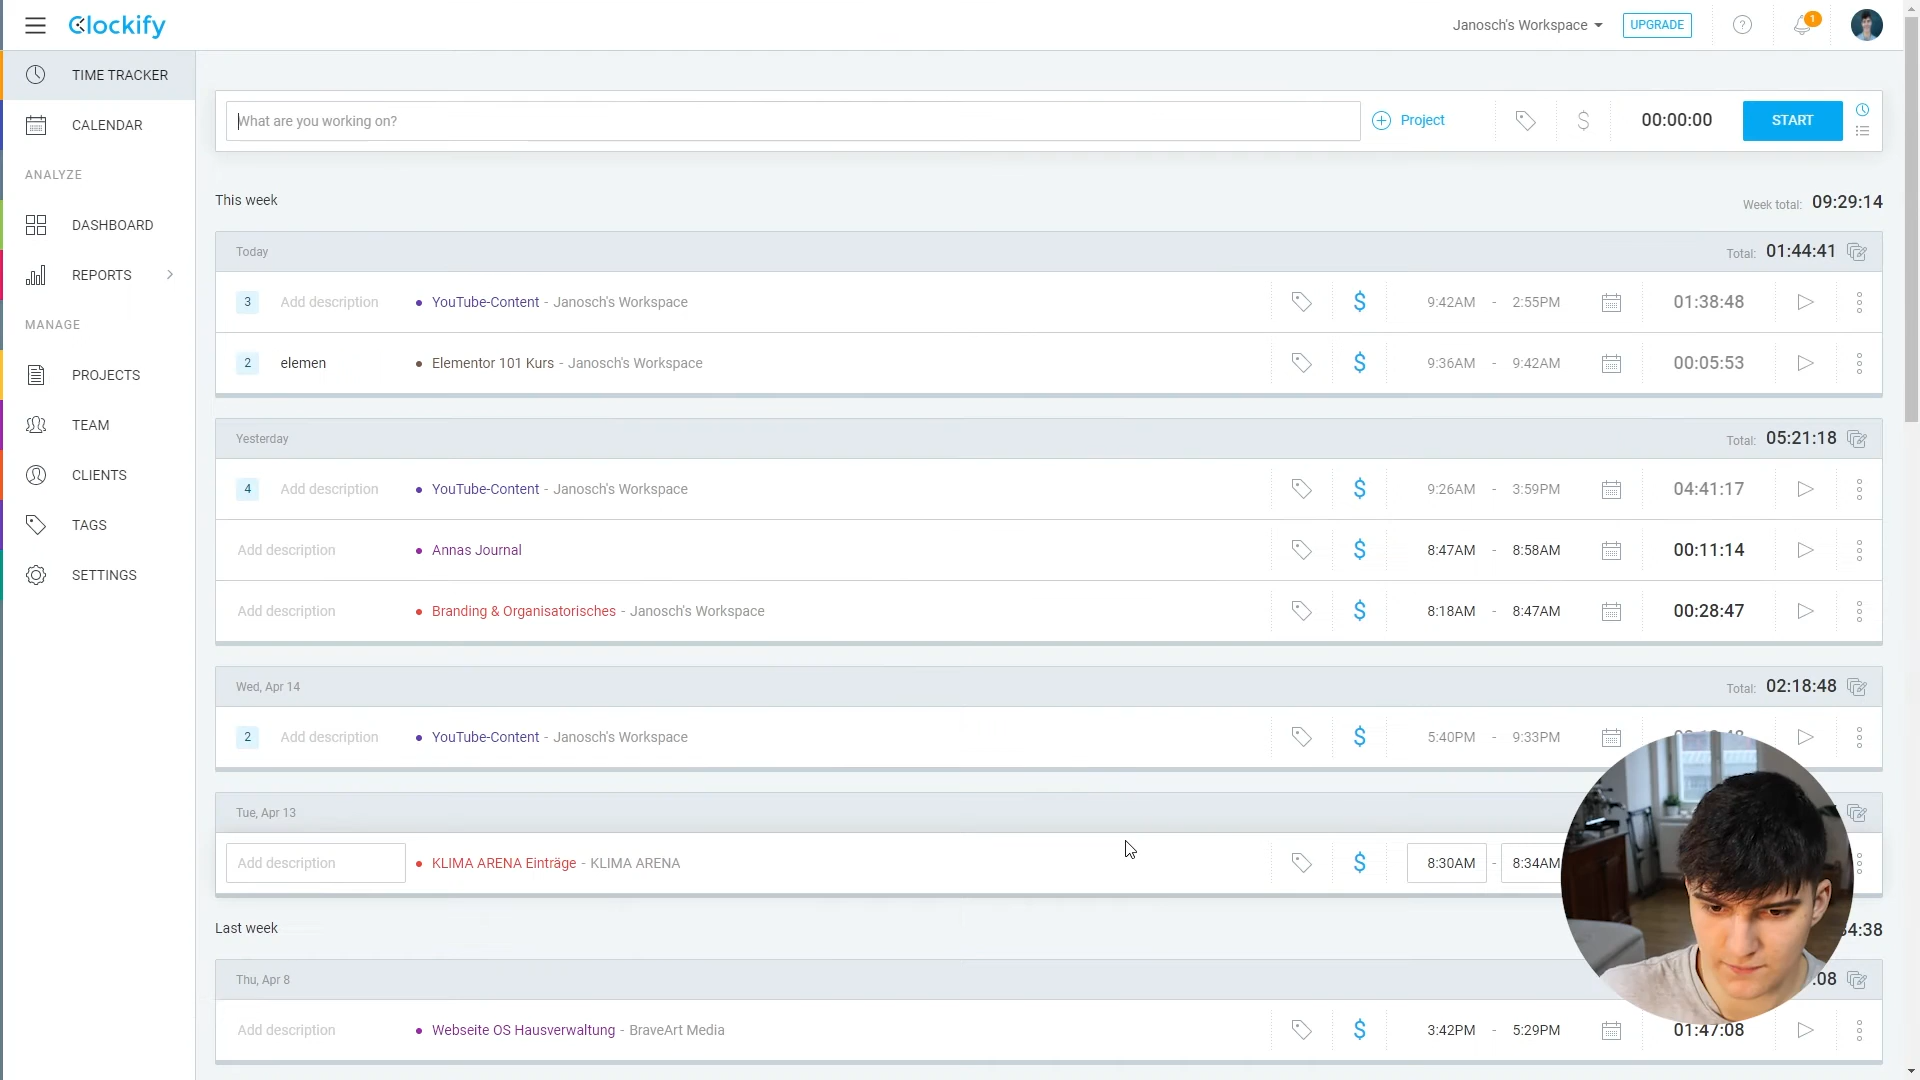 Clockify
Janosch's Workspace
UPGRADE
?
1
TIME TRACKER
CALENDAR
ANALYZE
DASHBOARD
REPORTS
MANAGE
PROJECTS
TEAM
CLIENTS
TAGS
SETTINGS
What are you working on? Project $ 00:00:00 START
This week Week total: 09:29:14
Today Total: 01:44:41
3 Add description • YouTube-Content - Janosch's Workspace $ 9:42AM - 2:55PM 01:38:48
2 elemen • Elementor 101 Kurs - Janosch's Workspace $ 9:36AM - 9:42AM 00:05:53
Yesterday Total: 05:21:18
4 Add description • YouTube-Content - Janosch's Workspace $ 9:26AM - 3:59PM 04:41:17
Add description • Annas Journal $ 8:47AM - 8:58AM 00:11:14
Add description • Branding & Organisatorisches - Janosch's Workspace $ 8:18AM - 8:47AM 00:28:47
Wed, Apr 14 Total: 02:18:48
2 Add description • YouTube-Content - Janosch's Workspace $ 5:40PM - 9:33PM
Tue, Apr 13
Add description • KLIMA ARENA Einträge - KLIMA ARENA $ 8:30AM - 8:34AM
Last week 4:38
Thu, Apr 8 :08
Add description • Webseite OS Hausverwaltung - BraveArt Media $ 3:42PM - 5:29PM 01:47:08